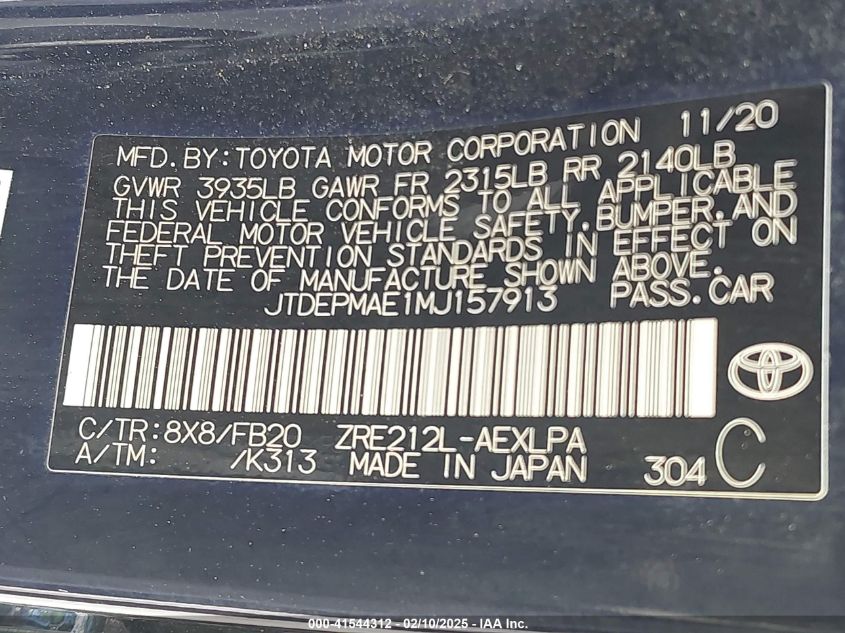 MFD.BY:TOYOTA MOTOR CORPORATION 11/20
GVWR 3935LB GAWR FR 2315LB RR 2140LB
THIS VEHICLE CONFORMS TO ALL APPLICABLE
FEDERAL MOTOR VEHICLE SAFETY,BUMPER,AND
THEFT PREVENTION STANDARDS IN EFFECT ON
THE DATE OF MANUFACTURE SHOWN ABOVE.
JTDEPMAE1MJ157913 PASS.CAR
C/TR:8X8/FB20 ZRE212L-AEXLPA
A/TM: /K313 MADE IN JAPAN 304 C
000-41544312 - 02/10/2025 - IAA Inc.